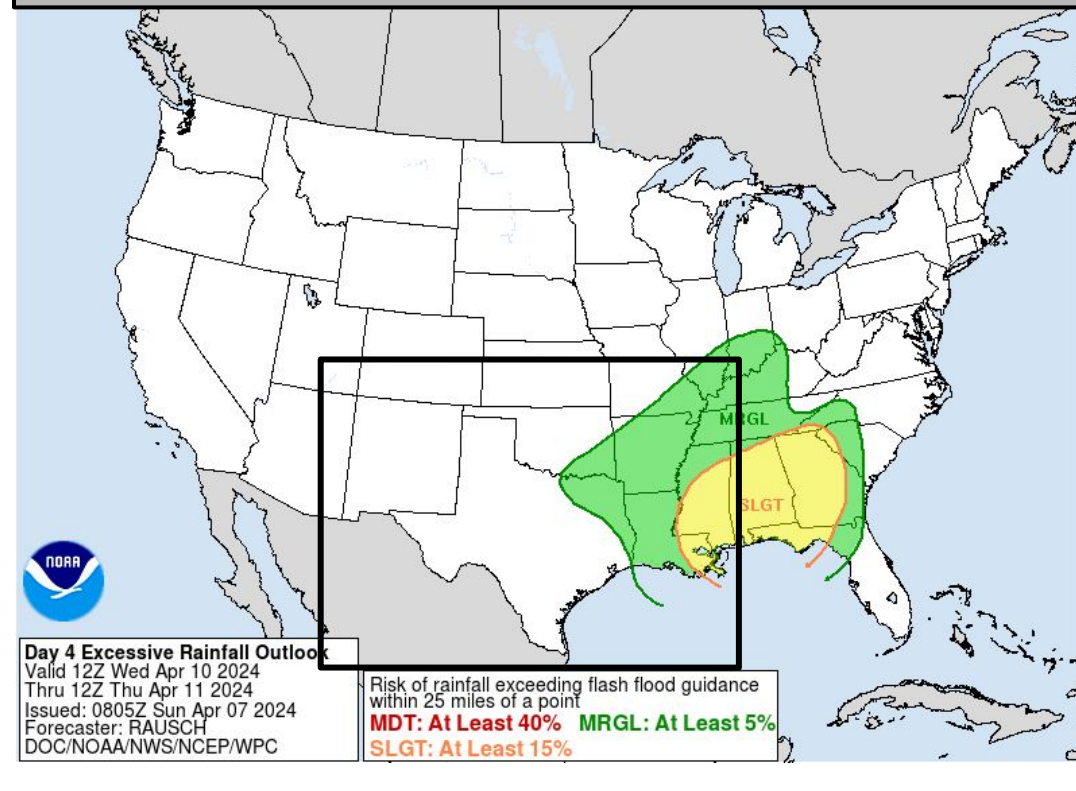 MRGL
SLGT
NOAA
Day 4 Excessive Rainfall Outlook
Valid 12Z Wed Apr 10 2024
Thru 12Z Thu Apr 11 2024
Issued: 0805Z Sun Apr 07 2024
Forecaster: RAUSCH
DOC/NOAA/NWS/NCEP/WPC
Risk of rainfall exceeding flash flood guidance
within 25 miles of a point
MDT: At Least 40% MRGL: At Least 5%
SLGT: At Least 15%